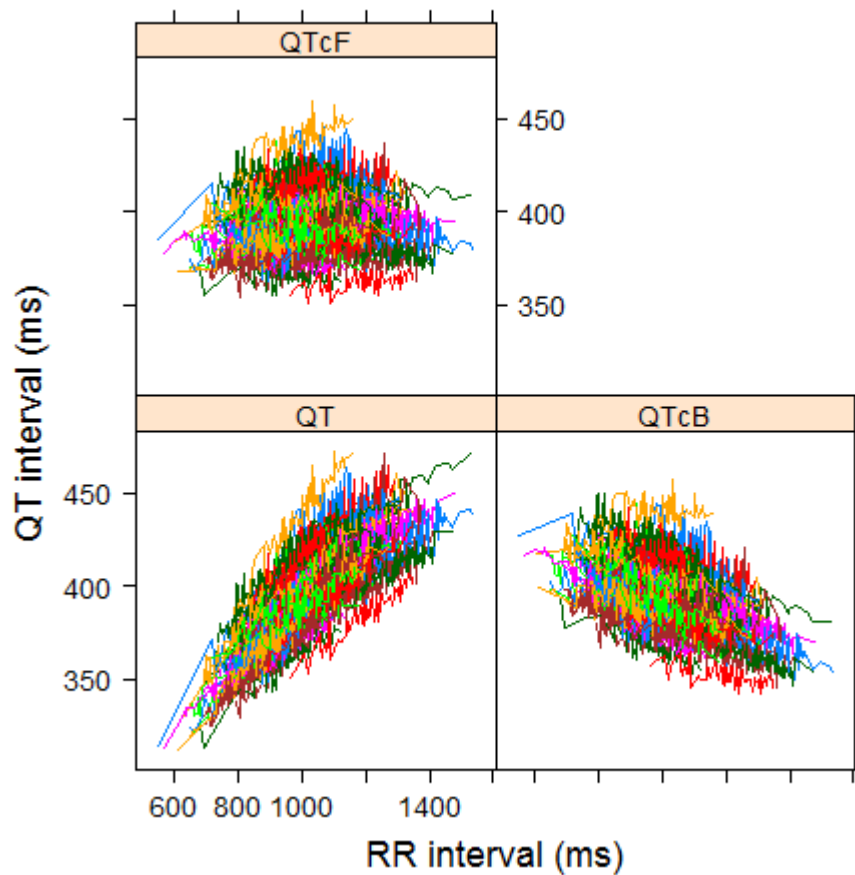 QTcF
450
400
350
QT
QTcB
450
400
350
QT interval (ms)
600 800 1000 1400
RR interval (ms)